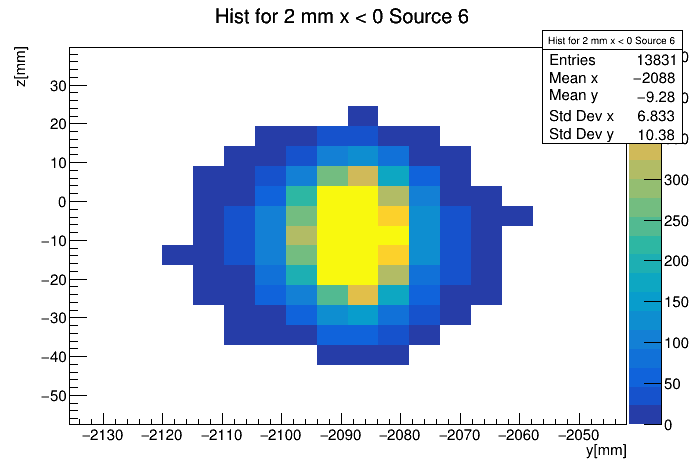 Hist for 2 mm x < 0 Source 6
z[mm]
Hist for 2 mm x < 0 Source 6
Entries 13831
Mean x −2088
Mean y −9.28
Std Dev x 6.833
Std Dev y 10.38
30
20
10
0
−10
−20
−30
−40
−50
300
250
200
150
100
50
0
−2130 −2120 −2110 −2100 −2090 −2080 −2070 −2060 −2050
y[mm]